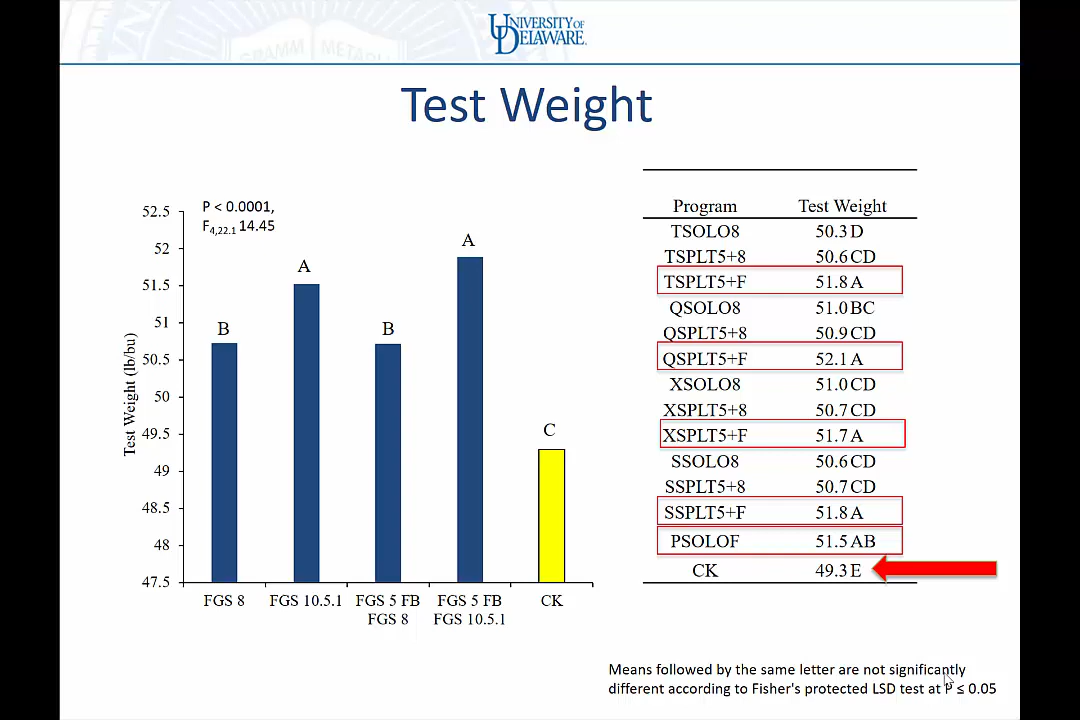 GRAMM METAPH
UNIVERSITY OF
DELAWARE.
Test Weight
P < 0.0001,
F4,22.1 14.45
Test Weight (lb/bu)
52.5
52
51.5
51
50.5
50
49.5
49
48.5
48
47.5
B
A
B
A
C
FGS 8
FGS 10.5.1
FGS 5 FB
FGS 8
FGS 5 FB
FGS 10.5.1
CK
Program Test Weight
TSOLO8 50.3 D
TSPLT5+8 50.6 CD
TSPLT5+F 51.8 A
QSOLO8 51.0 BC
QSPLT5+8 50.9 CD
QSPLT5+F 52.1 A
XSOLO8 51.0 CD
XSPLT5+8 50.7 CD
XSPLT5+F 51.7 A
SSOLO8 50.6 CD
SSPLT5+8 50.7 CD
SSPLT5+F 51.8 A
PSOLOF 51.5 AB
CK 49.3 E
Means followed by the same letter are not significantly
different according to Fisher's protected LSD test at P ≤ 0.05